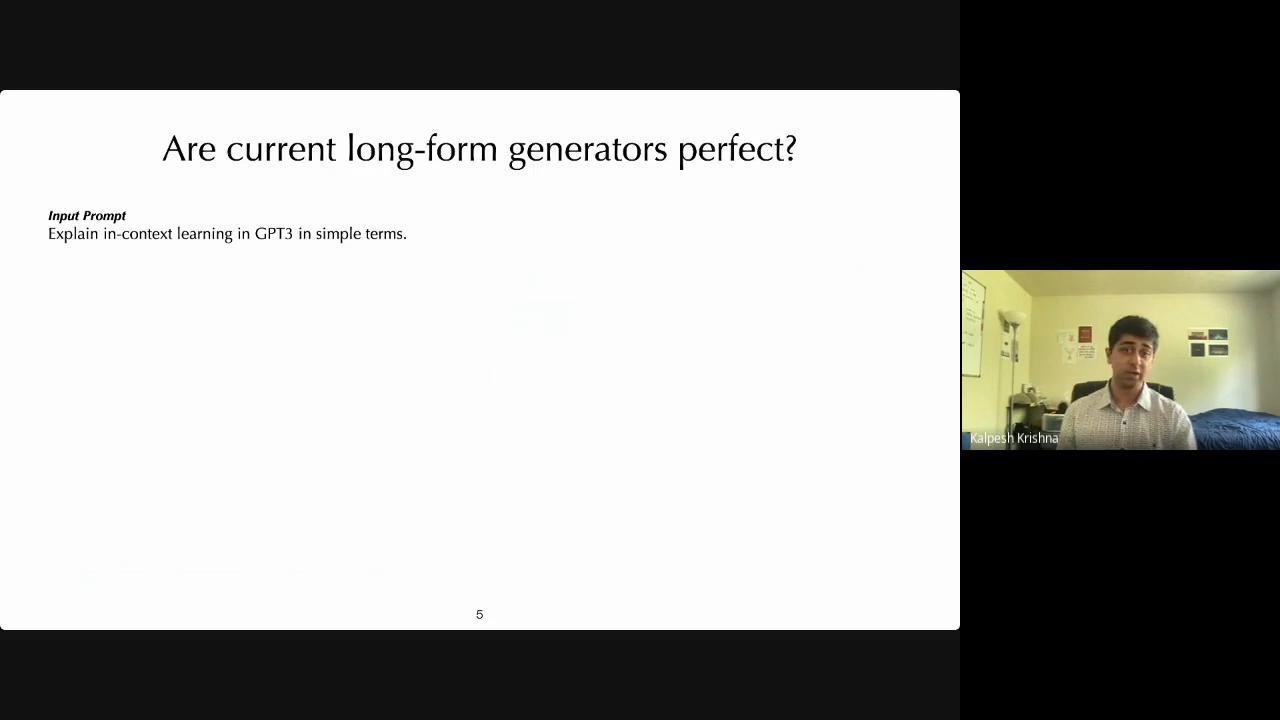 Are current long-form generators perfect?
Input Prompt
Explain in-context learning in GPT3 in simple terms.
5
Kalpesh Krishna